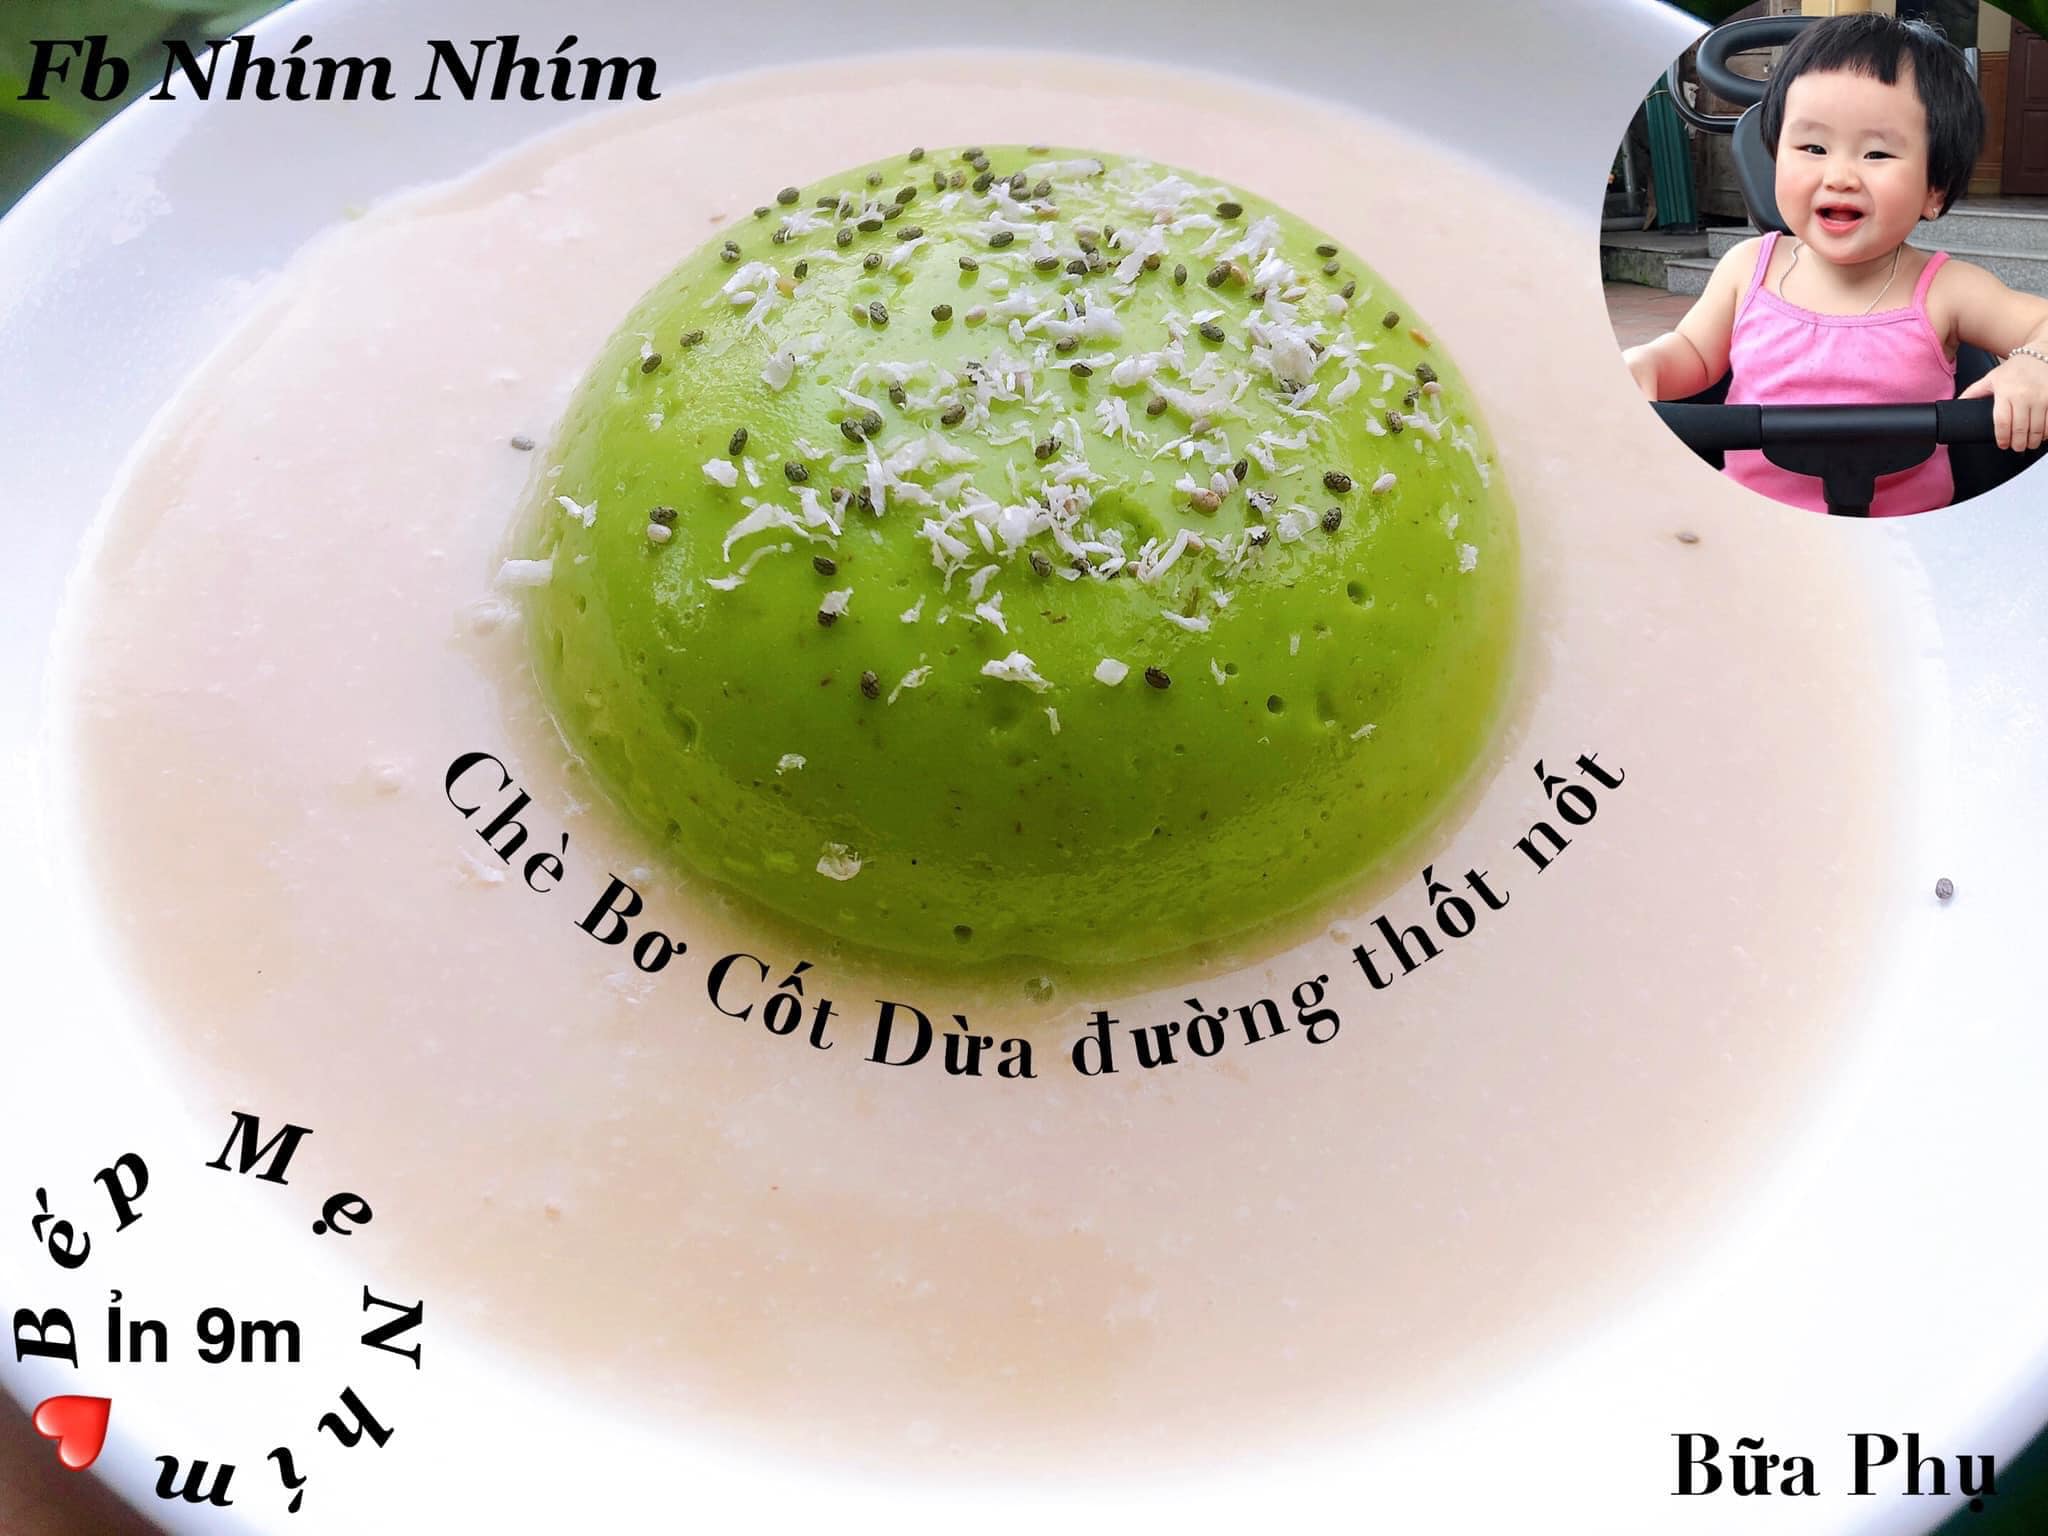 Fb Nhím Nhím
Chè Bơ Cốt Dừa đường thốt nốt
Bếp Mẹ Nhím
Ỉn 9m
Bữa Phụ